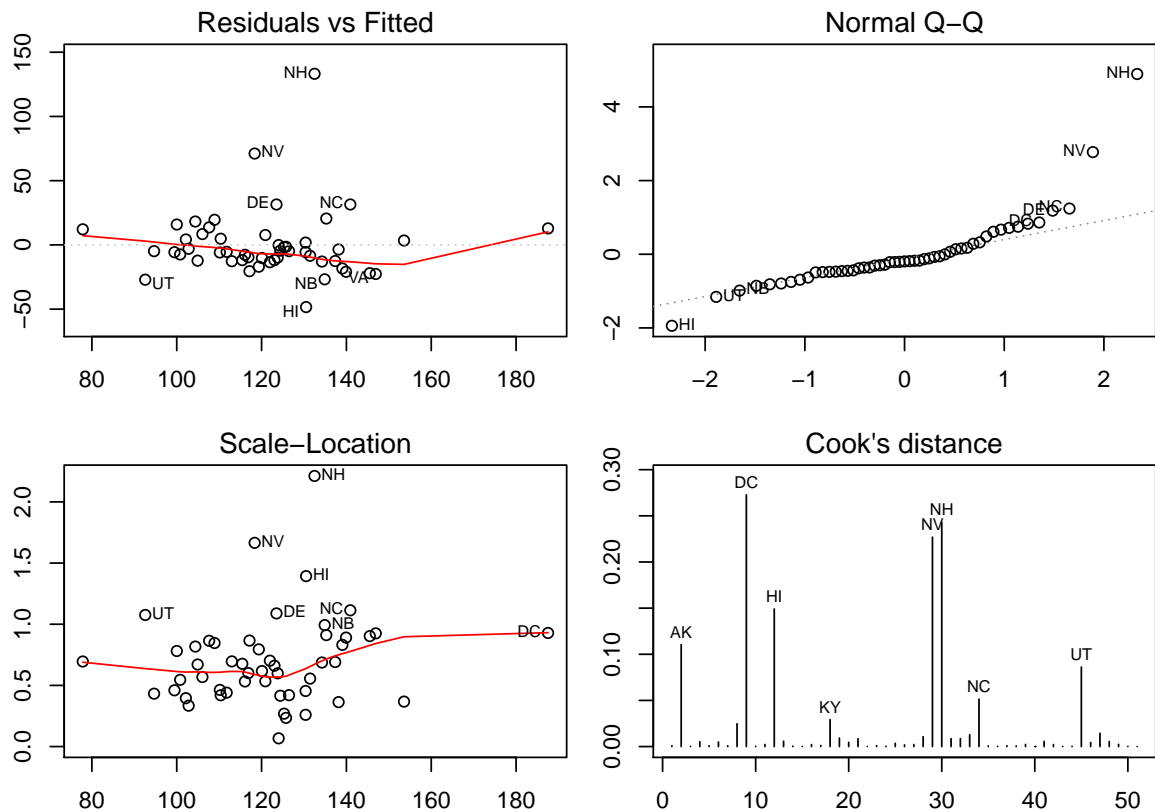 Residuals vs Fitted
150
100
50
0
−50
NH
NV
DE
NC
UT
NB
VA
HI
80 100 120 140 160 180
Normal Q−Q
4
2
0
−2
NH
NV
DE
NC
DC
UT
NB
HI
−2 −1 0 1 2
Scale−Location
2.0
1.5
1.0
0.5
0.0
NH
NV
HI
UT
DE
NC
NB
DC
80 100 120 140 160 180
Cook's distance
0.30
0.20
0.10
0.00
DC
NH
NV
HI
AK
UT
NC
KY
0 10 20 30 40 50